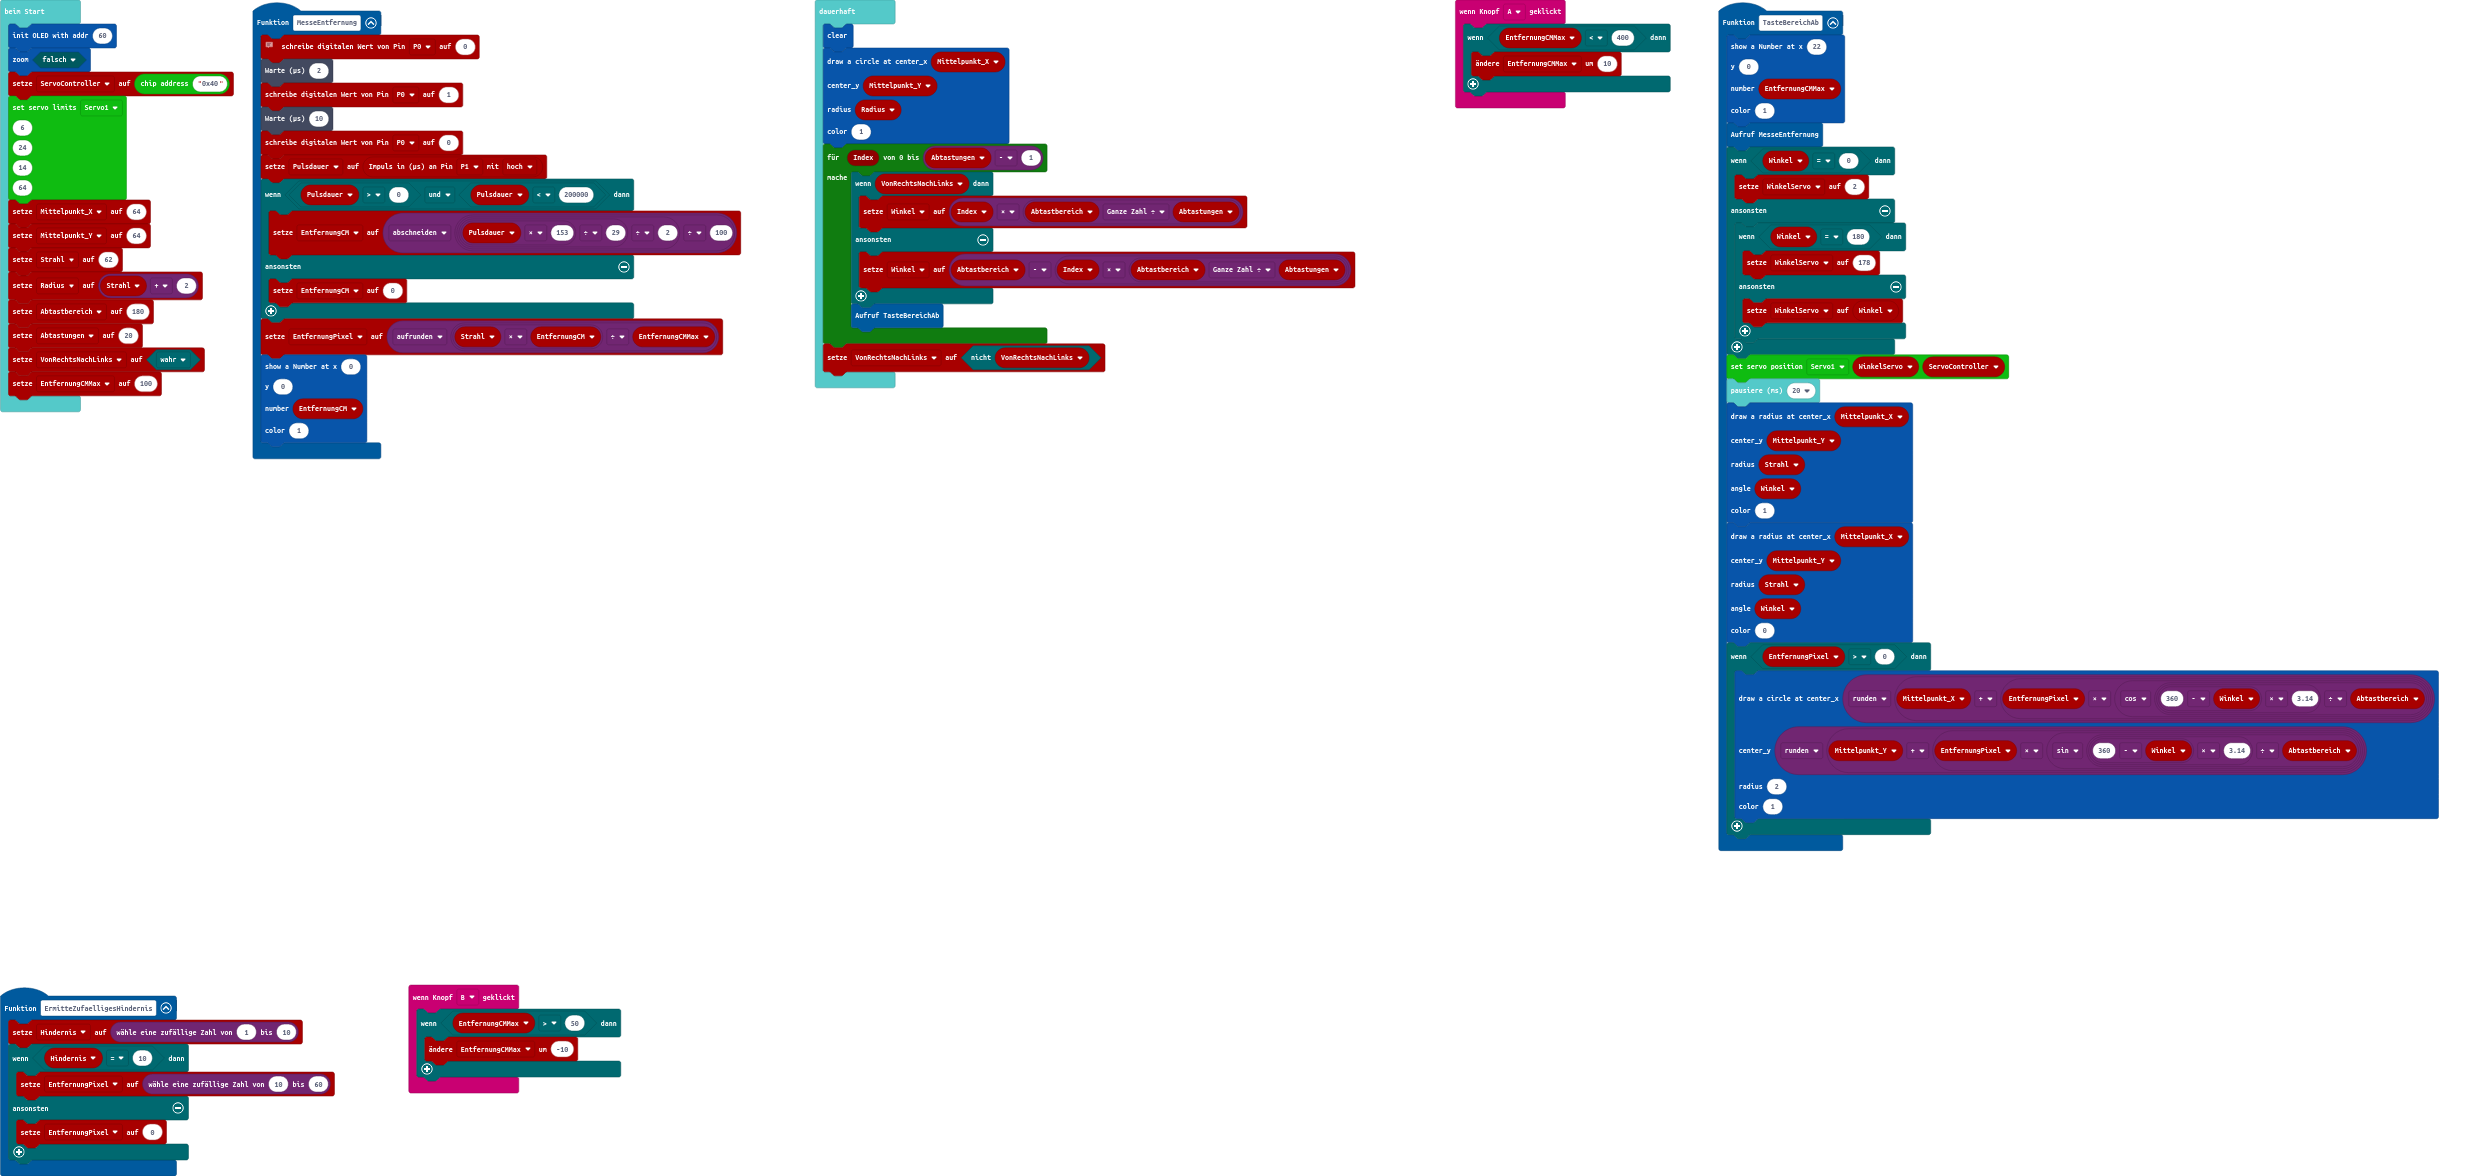 beim Start
init OLED with addr 60
zoom falsch
setze ServoController auf chip address "0x40"
set servo limits Servo1
6
24
14
64
setze Mittelpunkt_X auf 64
setze Mittelpunkt_Y auf 64
setze Strahl auf 62
setze Radius auf Strahl + 2
setze Abtastbereich auf 180
setze Abtastungen auf 20
setze VonRechtsNachLinks auf wahr
setze EntfernungCMMax auf 100
Funktion MesseEntfernung
schreibe digitalen Wert von Pin P0 auf 0
Warte (µs) 2
schreibe digitalen Wert von Pin P0 auf 1
Warte (µs) 10
schreibe digitalen Wert von Pin P0 auf 0
setze Pulsdauer auf Impuls in (µs) an Pin P1 mit hoch
wenn Pulsdauer > 0 und Pulsdauer < 200000 dann
setze EntfernungCM auf abschneiden Pulsdauer × 153 ÷ 29 ÷ 2 ÷ 100
ansonsten
setze EntfernungCM auf 0
setze EntfernungPixel auf aufrunden Strahl × EntfernungCM ÷ EntfernungCMMax
show a Number at x 0
y 0
number EntfernungCM
color 1
dauerhaft
clear
draw a circle at center_x Mittelpunkt_X
center_y Mittelpunkt_Y
radius Radius
color 1
für Index von 0 bis Abtastungen - 1
mache
wenn VonRechtsNachLinks dann
setze Winkel auf Index × Abtastbereich Ganze Zahl ÷ Abtastungen
ansonsten
setze Winkel auf Abtastbereich - Index × Abtastbereich Ganze Zahl ÷ Abtastungen
Aufruf TasteBereichAb
setze VonRechtsNachLinks auf nicht VonRechtsNachLinks
wenn Knopf A geklickt
wenn EntfernungCMMax < 400 dann
ändere EntfernungCMMax um 10
Funktion TasteBereichAb
show a Number at x 22
y 0
number EntfernungCMMax
color 1
Aufruf MesseEntfernung
wenn Winkel = 0 dann
setze WinkelServo auf 2
ansonsten
wenn Winkel = 180 dann
setze WinkelServo auf 178
ansonsten
setze WinkelServo auf Winkel
set servo position Servo1 WinkelServo ServoController
pausiere (ms) 20
draw a radius at center_x Mittelpunkt_X
center_y Mittelpunkt_Y
radius Strahl
angle Winkel
color 1
draw a radius at center_x Mittelpunkt_X
center_y Mittelpunkt_Y
radius Strahl
angle Winkel
color 0
wenn EntfernungPixel > 0 dann
draw a circle at center_x runden Mittelpunkt_X + EntfernungPixel × cos 360 - Winkel × 3.14 ÷ Abtastbereich
center_y runden Mittelpunkt_Y + EntfernungPixel × sin 360 - Winkel × 3.14 ÷ Abtastbereich
radius 2
color 1
Funktion ErmitteZufaelligesHindernis
setze Hindernis auf wähle eine zufällige Zahl von 1 bis 10
wenn Hindernis = 10 dann
setze EntfernungPixel auf wähle eine zufällige Zahl von 10 bis 60
ansonsten
setze EntfernungPixel auf 0
wenn Knopf B geklickt
wenn EntfernungCMMax > 50 dann
ändere EntfernungCMMax um -10